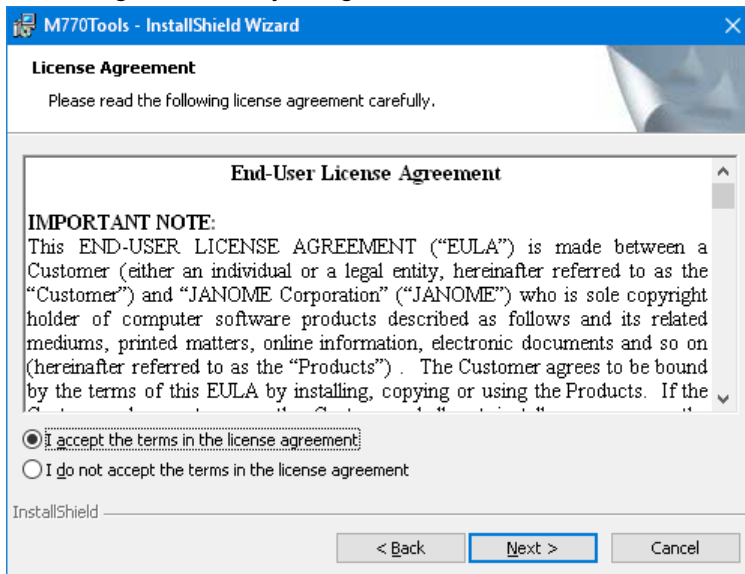 M770Tools - InstallShield Wizard
License Agreement
Please read the following license agreement carefully.
End-User License Agreement
IMPORTANT NOTE:
This END-USER LICENSE AGREEMENT (“EULA”) is made between a
Customer (either an individual or a legal entity, hereinafter referred to as the
“Customer”) and “JANOME Corporation” (“JANOME”) who is sole copyright
holder of computer software products described as follows and its related
mediums, printed matters, online information, electronic documents and so on
(hereinafter referred to as the “Products”) . The Customer agrees to be bound
by the terms of this EULA by installing, copying or using the Products. If the
I accept the terms in the license agreement
I do not accept the terms in the license agreement
InstallShield
< Back
Next >
Cancel